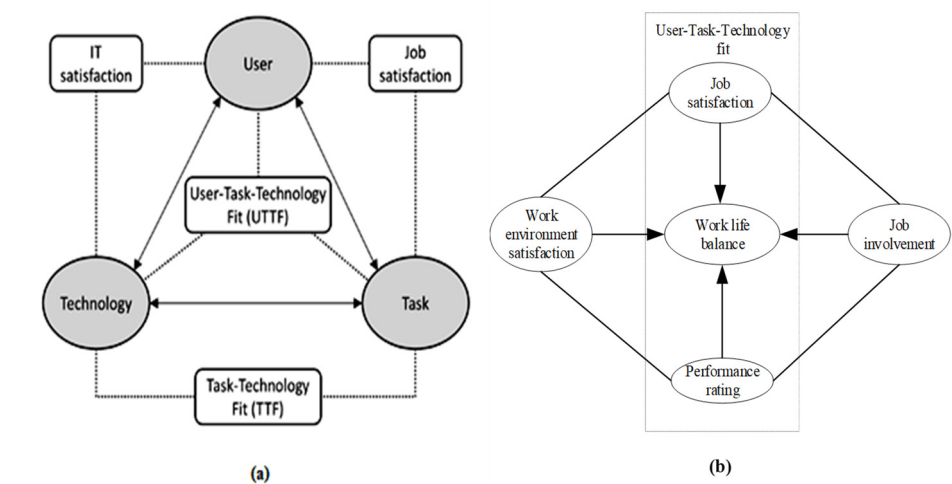 IT
satisfaction
User
Job
satisfaction
User-Task-Technology
Fit (UTTF)
Technology
Task
Task-Technology
Fit (TTF)
(a)
User-Task-Technology
fit
Job
satisfaction
Work
environment
satisfaction
Work life
balance
Job
involvement
Performance
rating
(b)